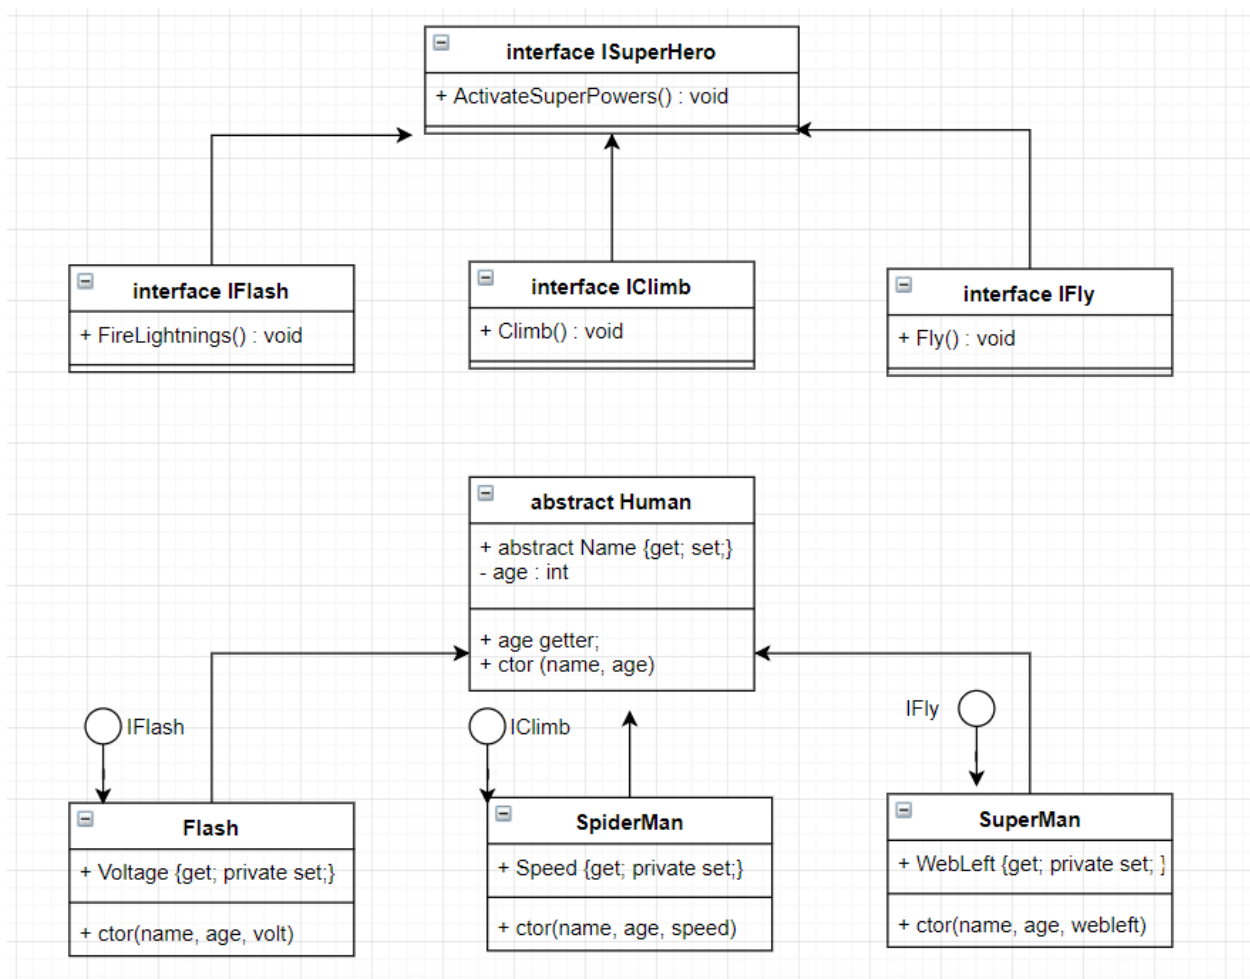 interface ISuperHero
+ ActivateSuperPowers() : void
interface IFlash
+ FireLightnings() : void
interface IClimb
+ Climb() : void
interface IFly
+ Fly() : void
abstract Human
+ abstract Name {get; set;}
- age : int
+ age getter;
+ ctor (name, age)
IFlash
IClimb
IFly
Flash
+ Voltage {get; private set;}
+ ctor(name, age, volt)
SpiderMan
+ Speed {get; private set;}
+ ctor(name, age, speed)
SuperMan
+ WebLeft {get; private set; }
+ ctor(name, age, webleft)